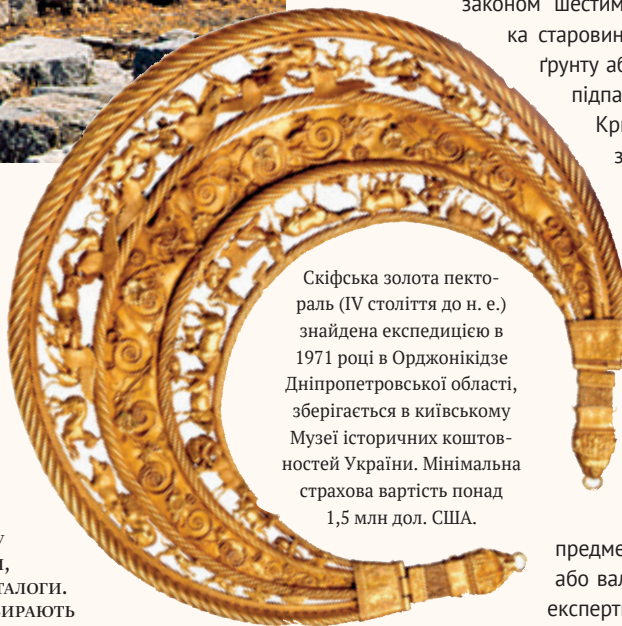 законом шестим
ка старовин
ґрунту аб
підпа
Кри
з
Скіфська золота пекто-
раль (IV століття до н. е.)
знайдена експедицією в
1971 році в Орджонікідзе
Дніпропетровської області,
зберігається в київському
Музеї історичних коштов-
ностей України. Мінімальна
страхова вартість понад
1,5 млн дол. США.
У
И,
ТАЛОГИ.
БИРАЮТЬ
предме
або вал
експерти